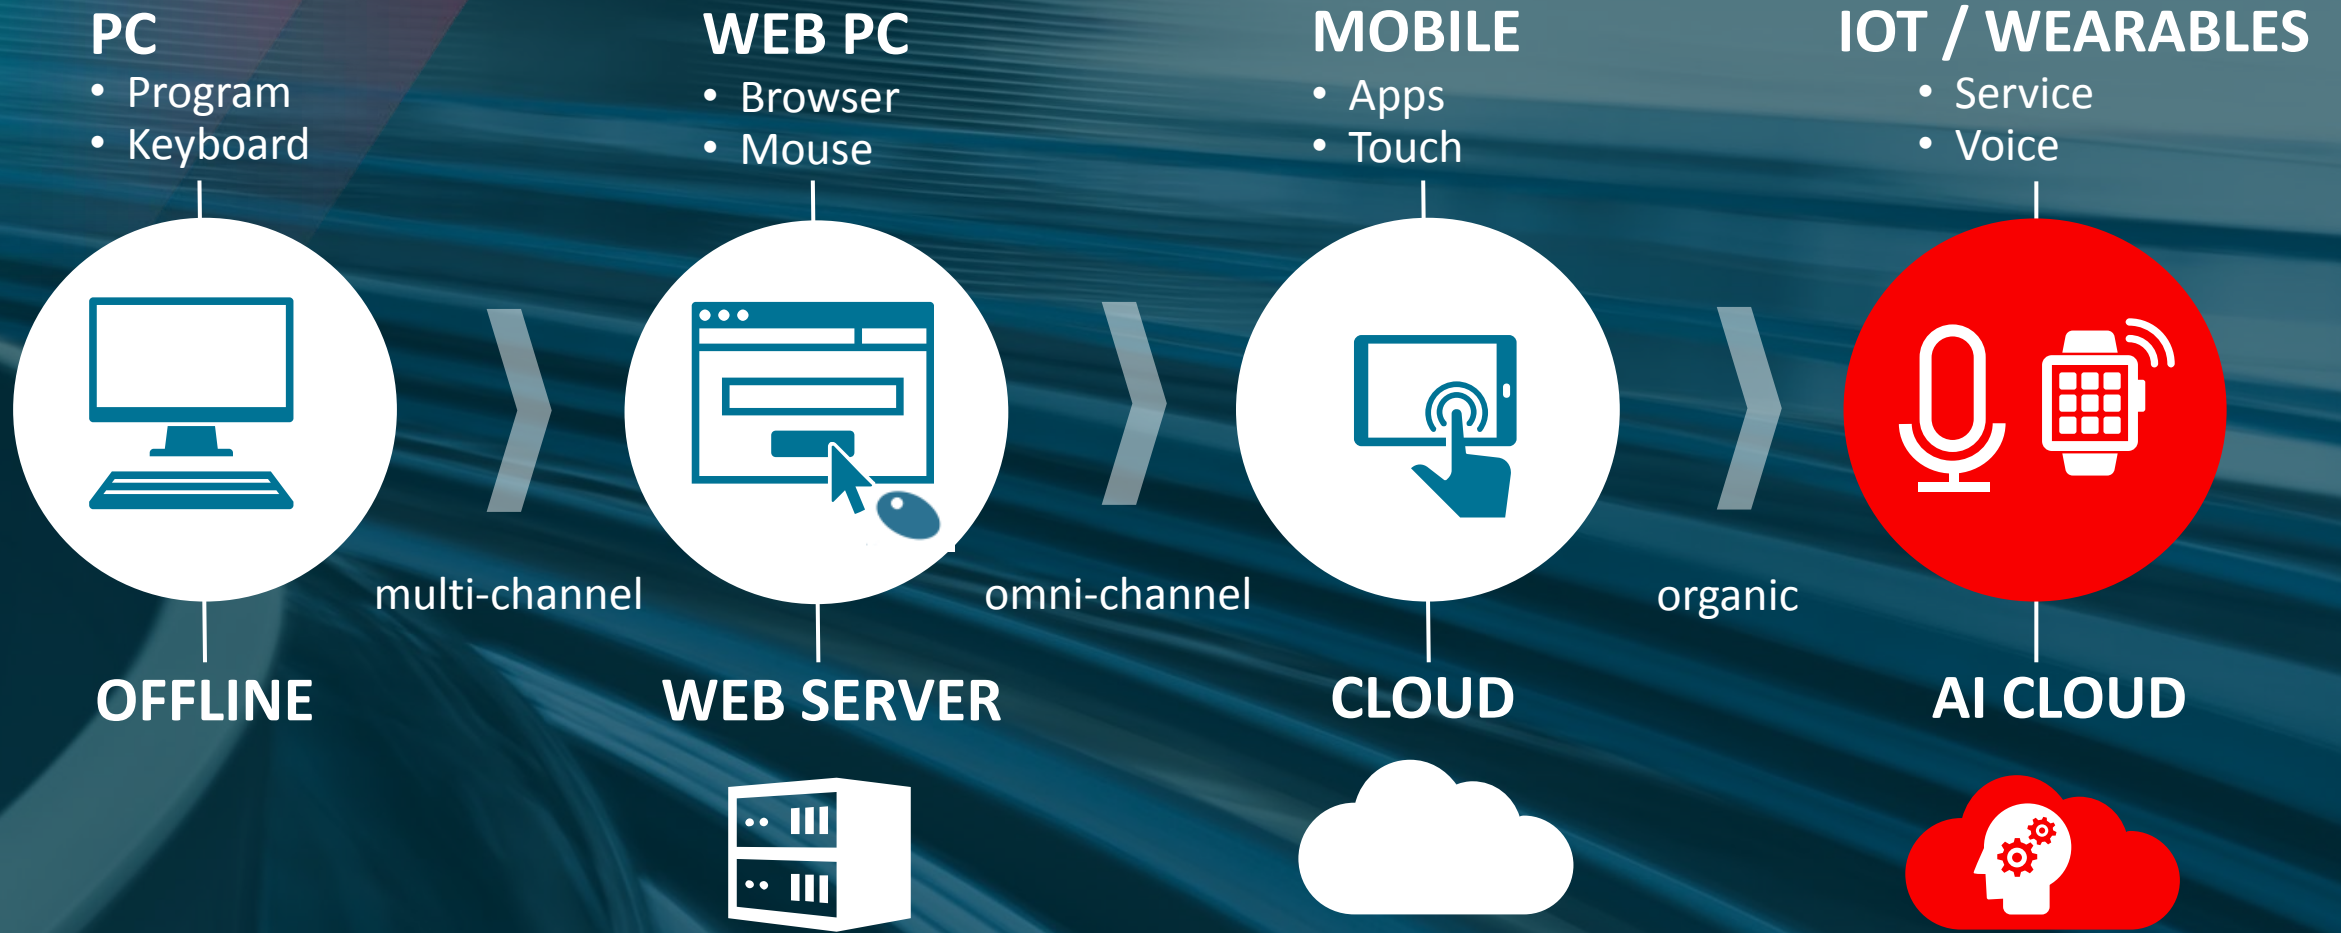 PC
• Program
• Keyboard
WEB PC
• Browser
• Mouse
MOBILE
• Apps
• Touch
IOT / WEARABLES
• Service
• Voice
multi-channel
omni-channel
organic
OFFLINE
WEB SERVER
CLOUD
AI CLOUD